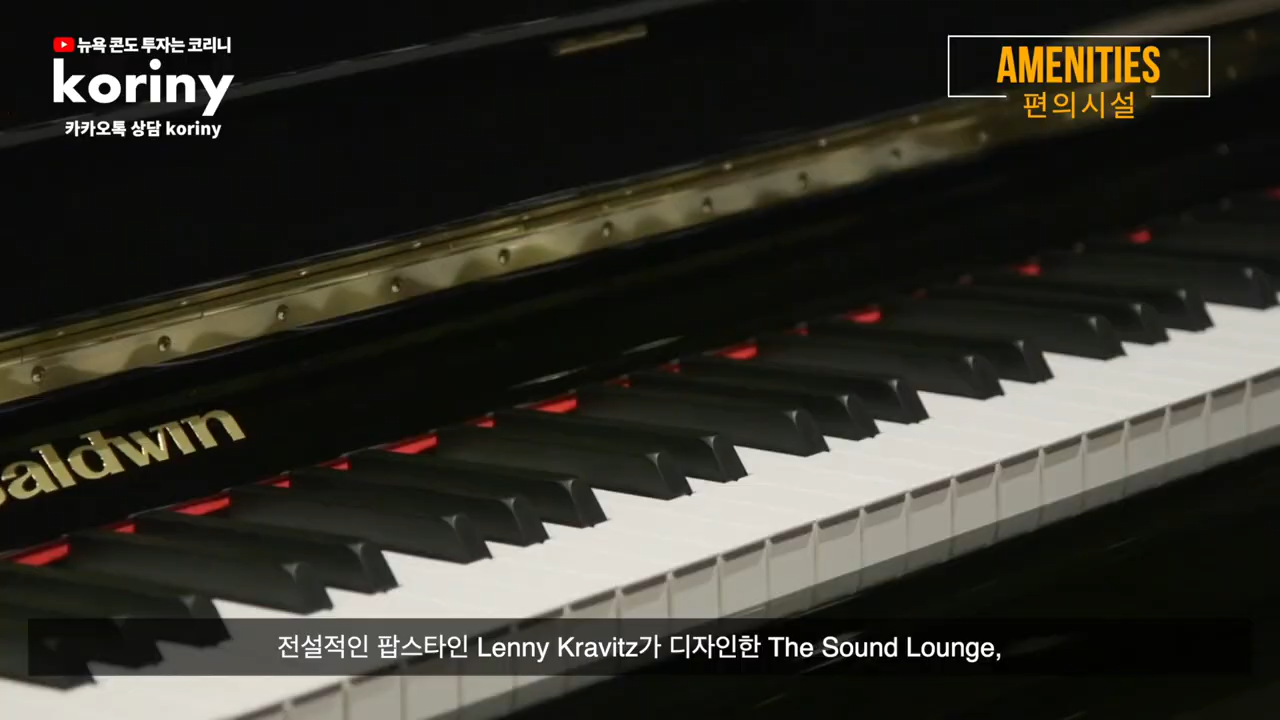 뉴욕 콘도 투자는 코리니
koriny
카카오톡 상담 koriny
AMENITIES
편의시설
aldwin
전설적인 팝스타인 Lenny Kravitz가 디자인한 The Sound Lounge,